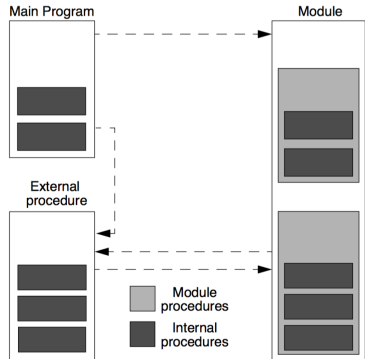 Main Program
Module
External
procedure
Module
procedures
Internal
procedures